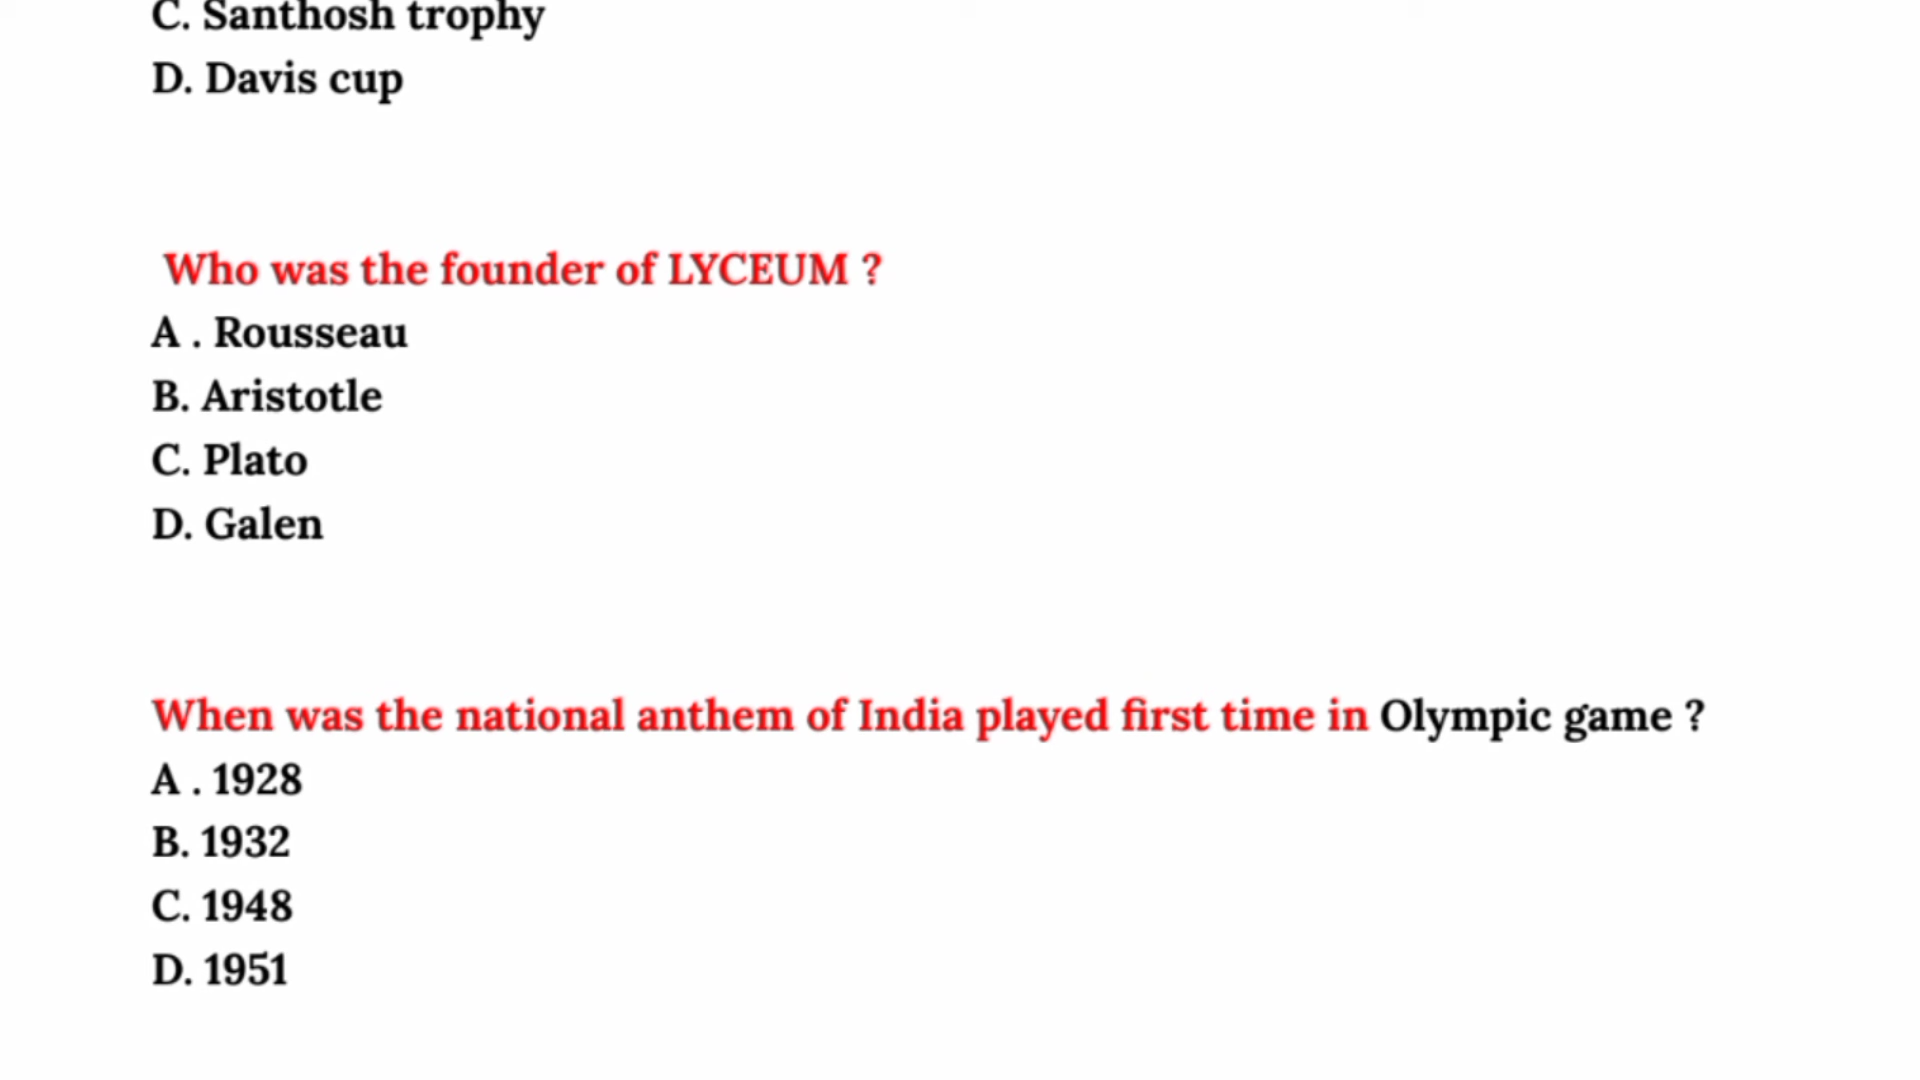 C. Santhosh trophy
D. Davis cup
Who was the founder of LYCEUM ?
A . Rousseau
B. Aristotle
C. Plato
D. Galen
When was the national anthem of India played first time in Olympic game ?
A . 1928
B. 1932
C. 1948
D. 1951